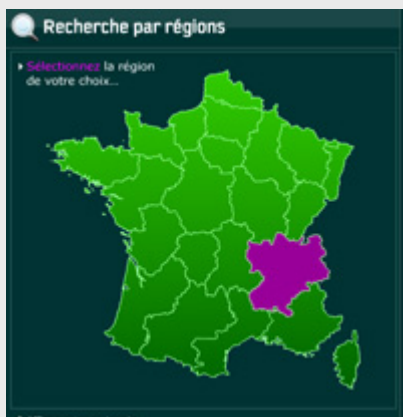 Recherche par régions
Sélectionnez la région
de votre choix...